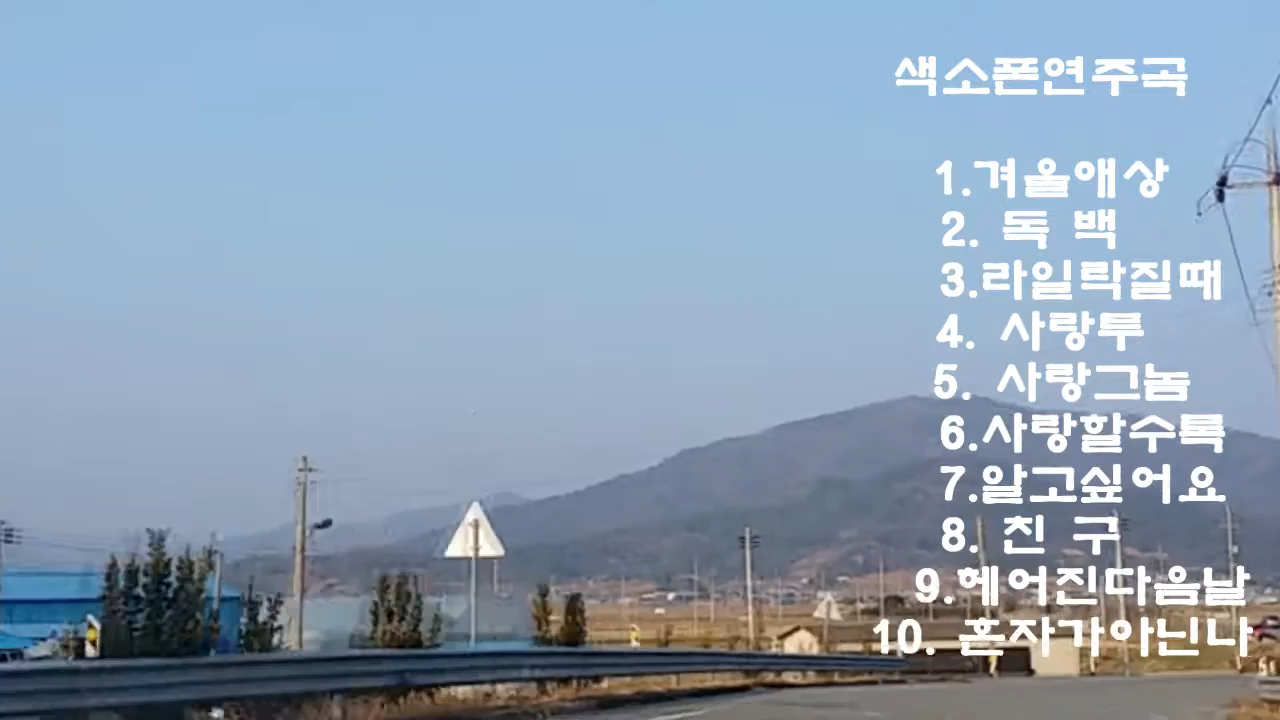 색소폰연주곡
1.겨울애상
2. 독 백
3.라일락질때
4. 사랑투
5. 사랑그놈
6.사랑할수록
7.알고싶어요
8. 친 구
9.헤어진다음날
10. 혼자가아닌나